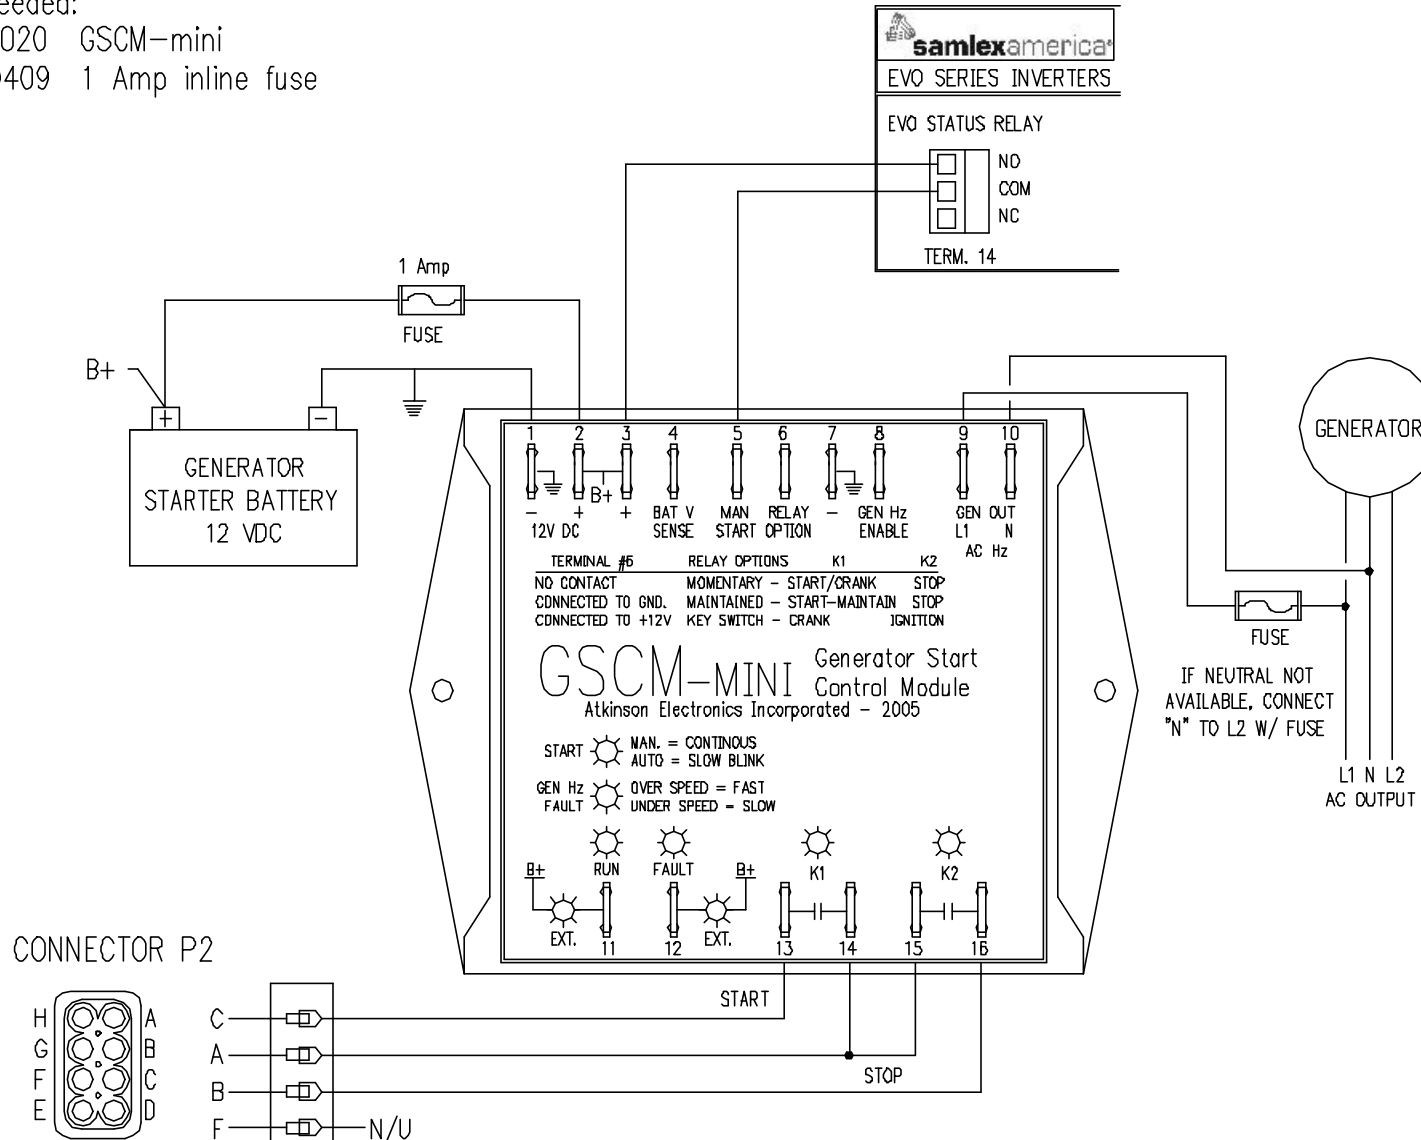 020 GSCM-mini
409 1 Amp inline fuse
samlexamerica®
EVO SERIES INVERTERS
EVO STATUS RELAY
NO
COM
NC
TERM. 14
1 Amp
FUSE
B+
+
-
GENERATOR
STARTER BATTERY
12 VDC
GENERATOR
1 2 3 4 5 6 7 8 9 10
B+
- + + BAT V MAN RELAY - GEN Hz GEN OUT
12V DC SENSE START OPTION ENABLE L1 N
AC Hz
TERMINAL #6 RELAY OPTIONS K1 K2
NO CONTACT MOMENTARY - START/CRANK STOP
CONNECTED TO GND. MAINTAINED - START-MAINTAIN STOP
CONNECTED TO +12V KEY SWITCH - CRANK IGNITION
GSCM-MINI Generator Start
Control Module
Atkinson Electronics Incorporated - 2005
FUSE
IF NEUTRAL NOT
AVAILABLE, CONNECT
"N" TO L2 W/ FUSE
L1 N L2
AC OUTPUT
START MAN. = CONTINOUS
AUTO = SLOW BLINK
GEN Hz OVER SPEED = FAST
FAULT UNDER SPEED = SLOW
B+ RUN FAULT B+ K1 K2
EXT. 11 12 EXT. 13 14 15 16
CONNECTOR P2
START
STOP
H A
G B
F C
E D
C
A
B
F N/U